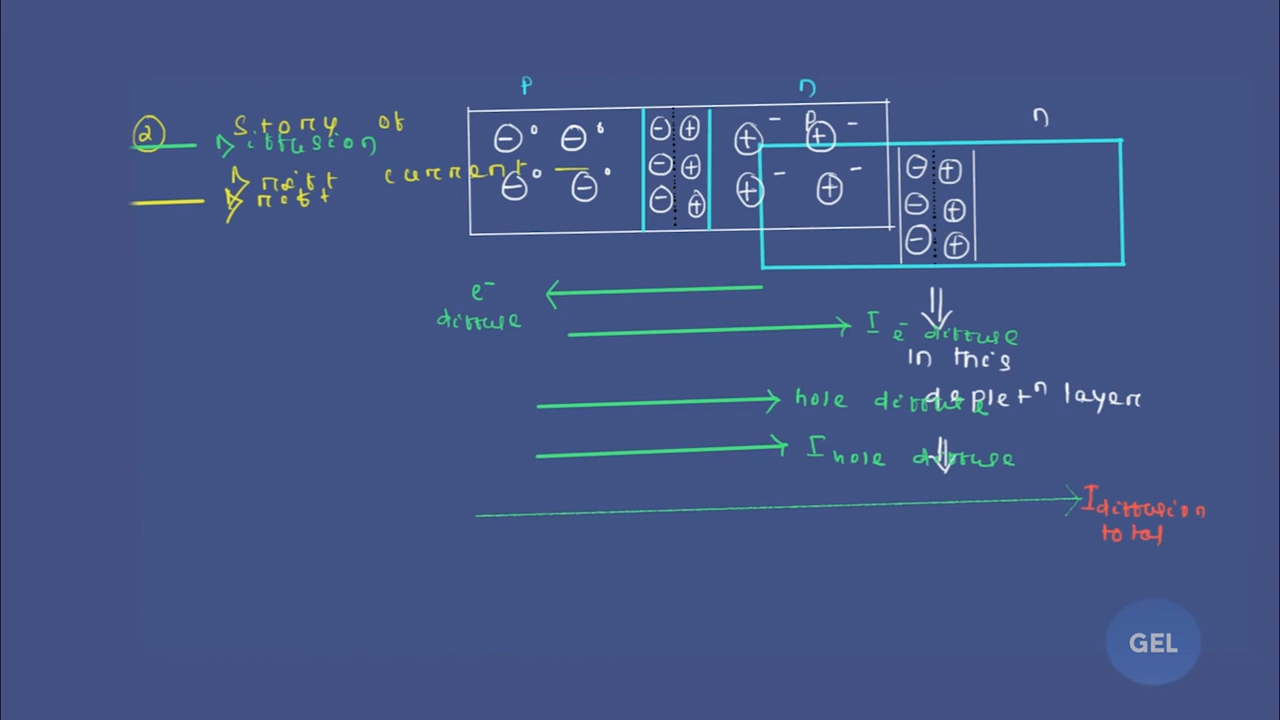 p n
n
② Story of
Diffusion
Drift current —
Drift
p
e⁻
diffuse
I e⁻ diffuse
in this
hole diffuse
depletⁿ layer
I hole diffuse
I diffusion
total
GEL